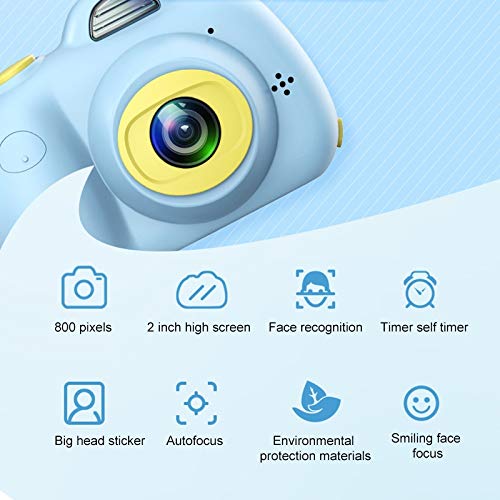 800 pixels
2 inch high screen
Face recognition
Timer self timer
Big head sticker
Autofocus
Environmental
protection materials
Smiling face
focus